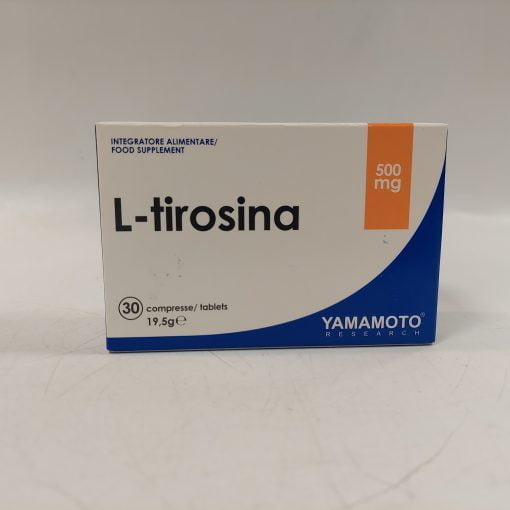 INTEGRATORE ALIMENTARE/
FOOD SUPPLEMENT
500
mg
L-tirosina
30 compresse/ tablets
19,5g℮
YAMAMOTO®
RESEARCH